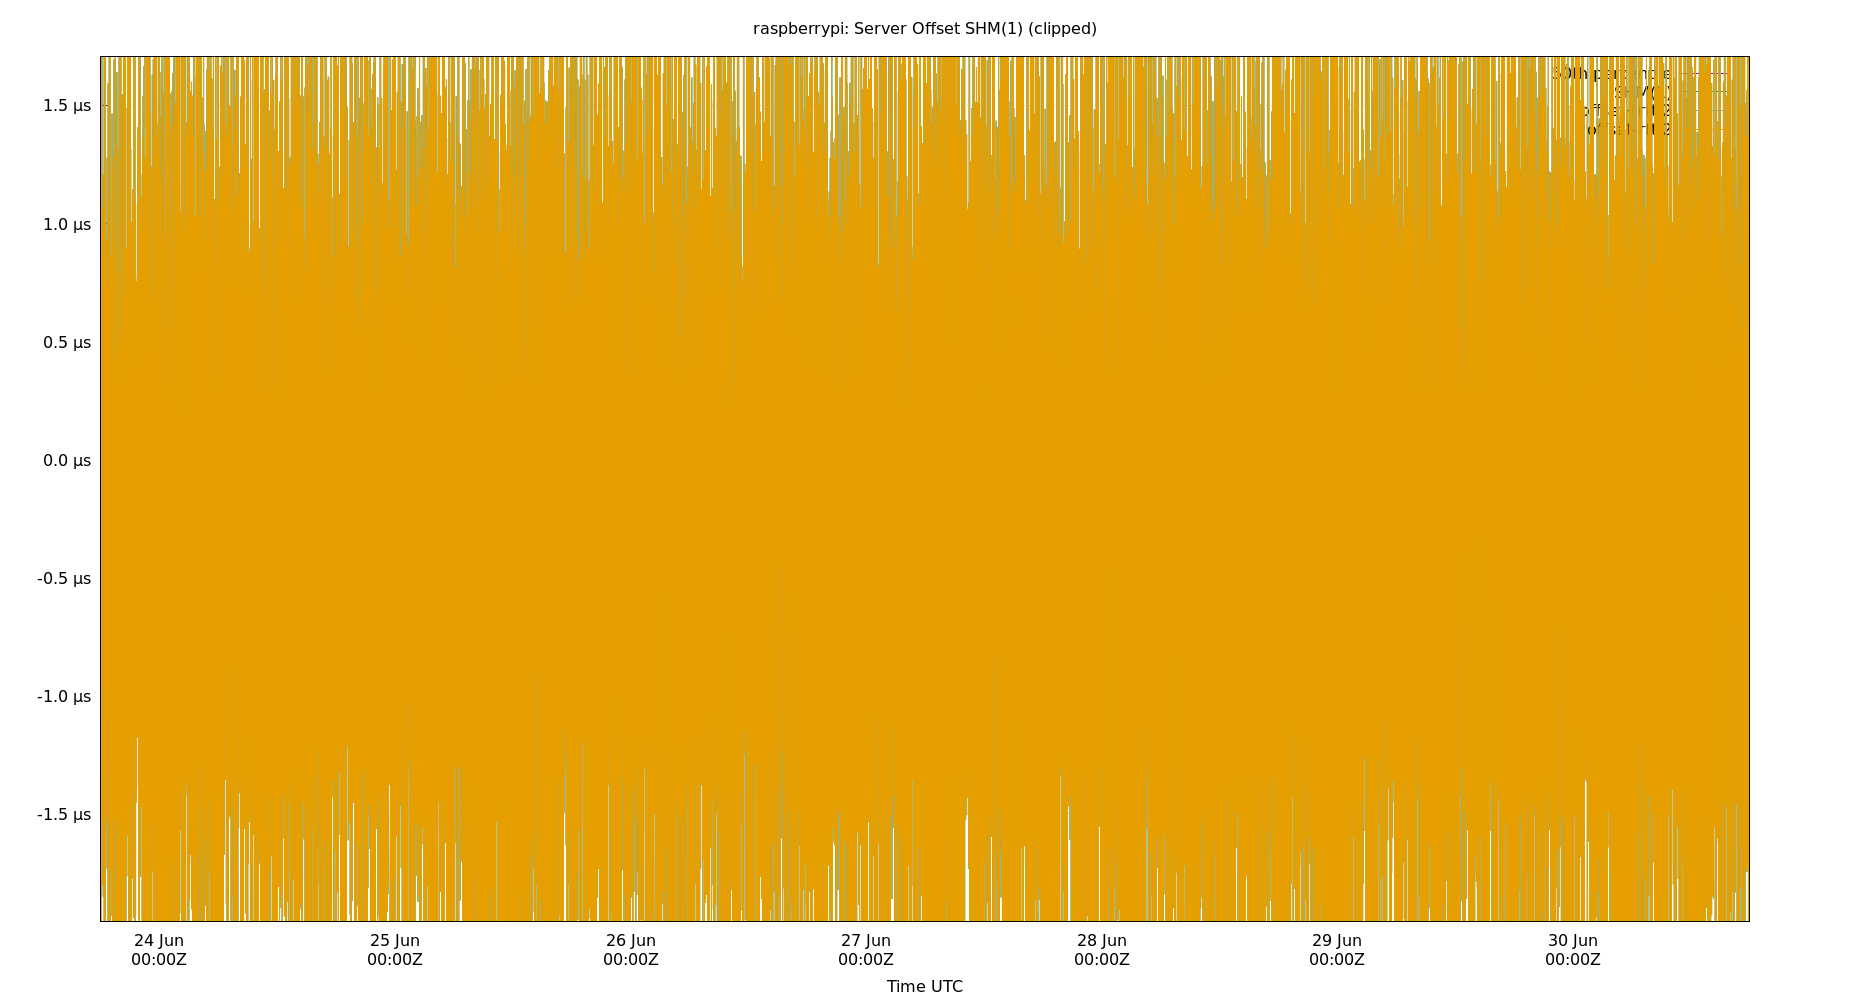 raspberrypi: Server Offset SHM(1) (clipped)
1.5 µs
1.0 µs
0.5 µs
0.0 µs
-0.5 µs
-1.0 µs
-1.5 µs
24 Jun 25 Jun 26 Jun 27 Jun 28 Jun 29 Jun 30 Jun
00:00Z 00:00Z 00:00Z 00:00Z 00:00Z 00:00Z 00:00Z
Time UTC